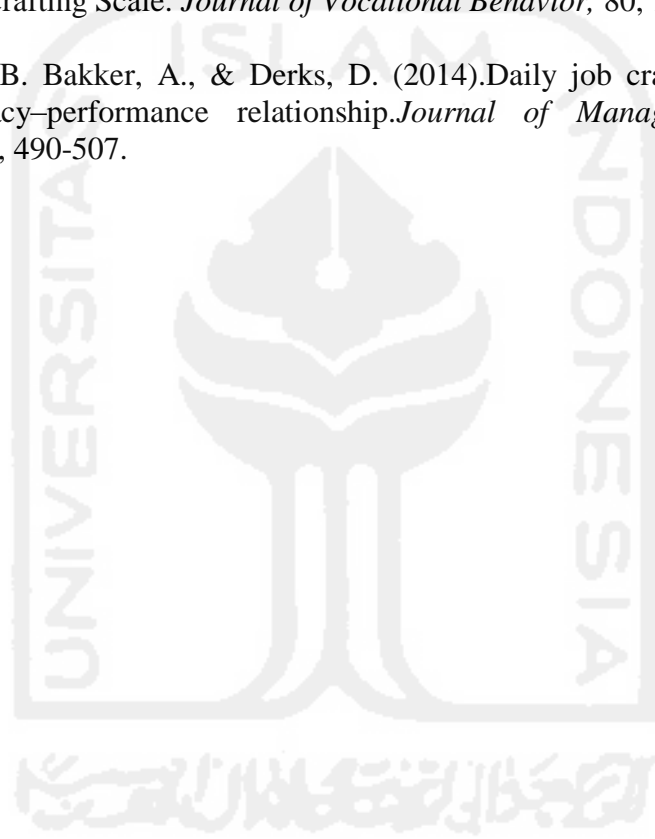 rafting Scale. Journal of Vocational Behavior, 80,
B. Bakker, A., & Derks, D. (2014).Daily job cra
acy–performance relationship.Journal of Manag
, 490-507.
ISLAM
UNIVERSITAS
INDONESIA